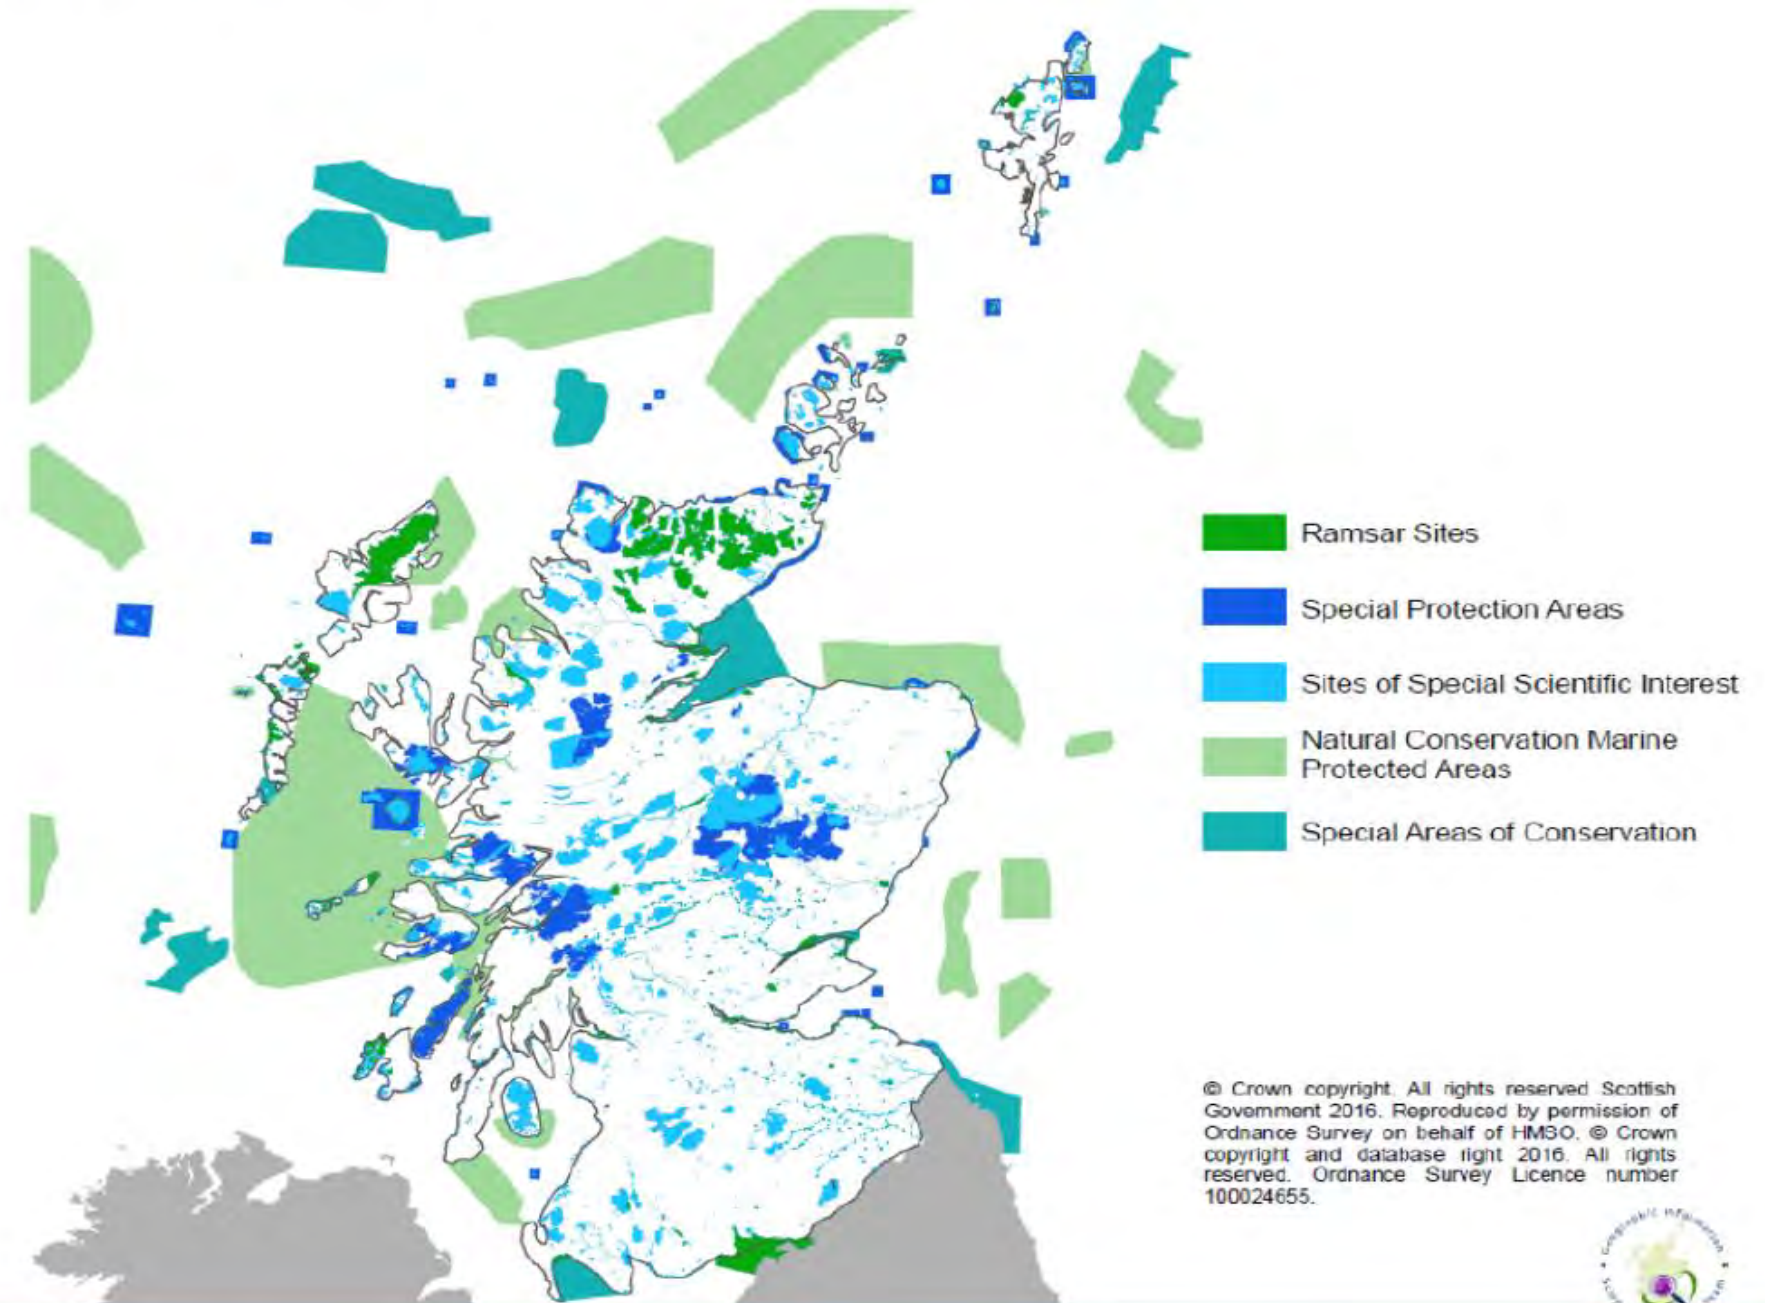 Ramsar Sites
Special Protection Areas
Sites of Special Scientific Interest
Natural Conservation Marine
Protected Areas
Special Areas of Conservation
© Crown copyright. All rights reserved Scottish
Government 2016. Reproduced by permission of
Ordnance Survey on behalf of HMSO. © Crown
copyright and database right 2016. All rights
reserved. Ordnance Survey Licence number
100024655.
Geographic Information